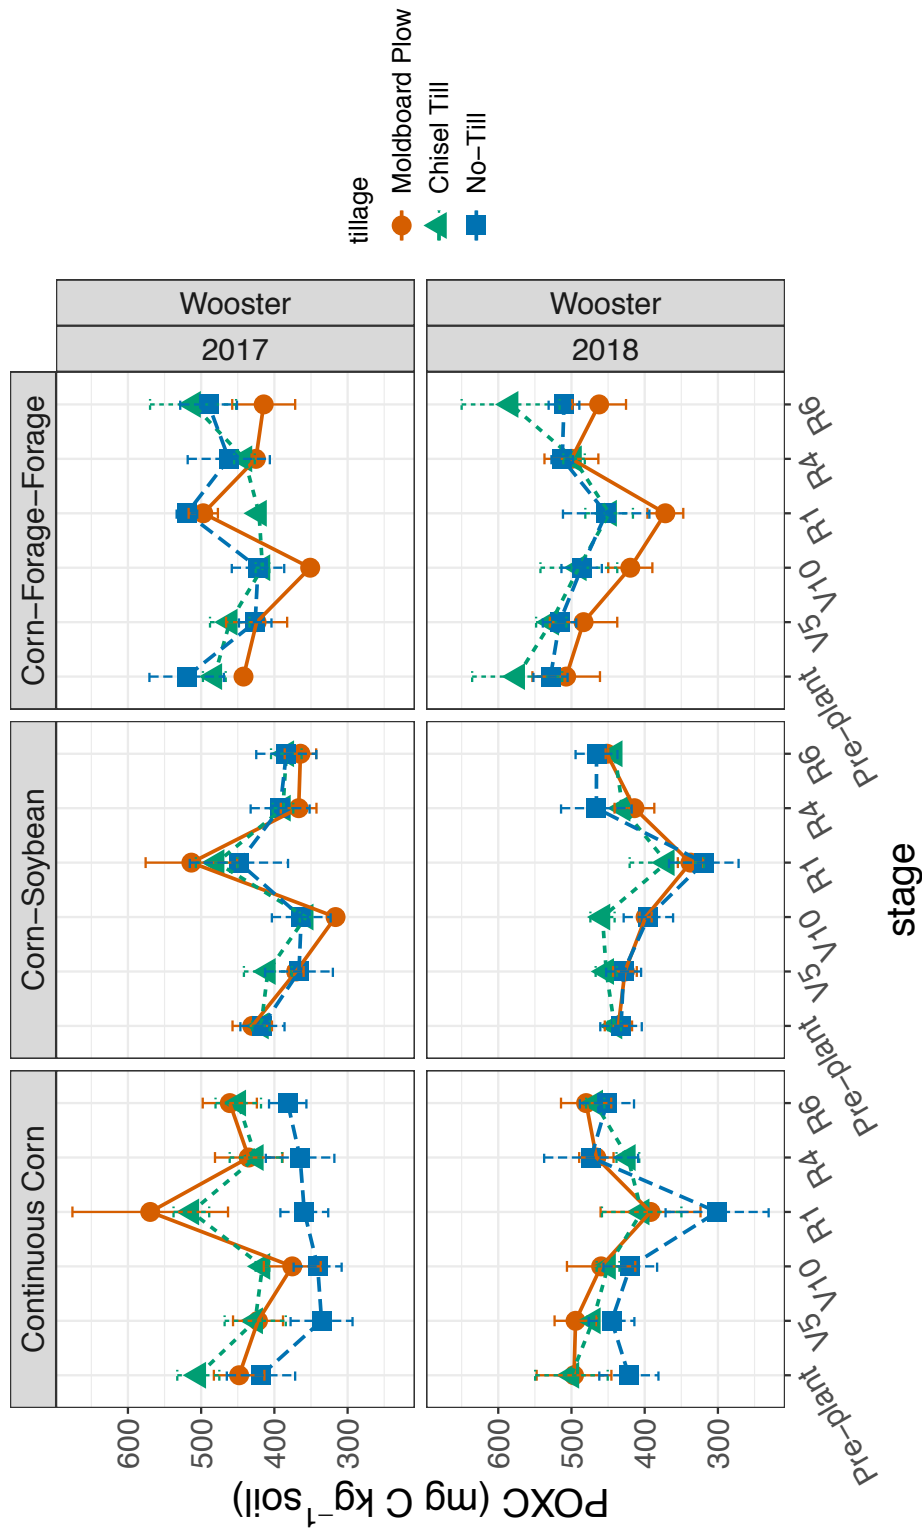 Continuous Corn
Corn−Soybean
Corn−Forage−Forage
2017
Wooster
600
500
400
300
2018
Wooster
600
500
400
300
POXC (mg C kg⁻¹soil)
Pre−plant
V5
V10
R1
R4
R6
Pre−plant
V5
V10
R1
R4
R6
Pre−plant
V5
V10
R1
R4
R6
stage
tillage
Moldboard Plow
Chisel Till
No−Till